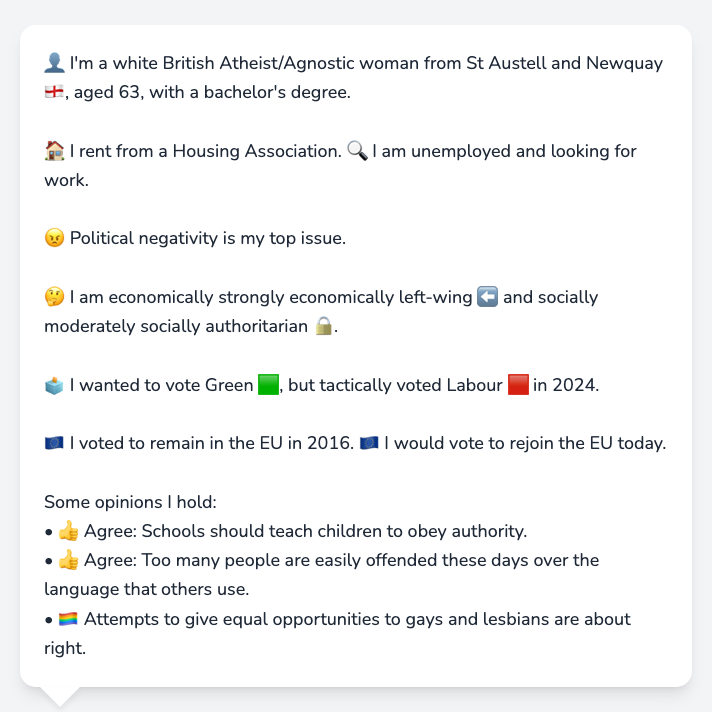 👤 I'm a white British Atheist/Agnostic woman from St Austell and Newquay
🏴󠁧󠁢󠁥󠁮󠁧󠁿, aged 63, with a bachelor's degree.
🏠 I rent from a Housing Association. 🔍 I am unemployed and looking for
work.
😠 Political negativity is my top issue.
🤔 I am economically strongly economically left-wing ⬅️ and socially
moderately socially authoritarian 🔒.
🗳️ I wanted to vote Green 🟩, but tactically voted Labour 🟥 in 2024.
🇪🇺 I voted to remain in the EU in 2016. 🇪🇺 I would vote to rejoin the EU today.
Some opinions I hold:
• 👍 Agree: Schools should teach children to obey authority.
• 👍 Agree: Too many people are easily offended these days over the
language that others use.
• 🏳️‍🌈 Attempts to give equal opportunities to gays and lesbians are about
right.